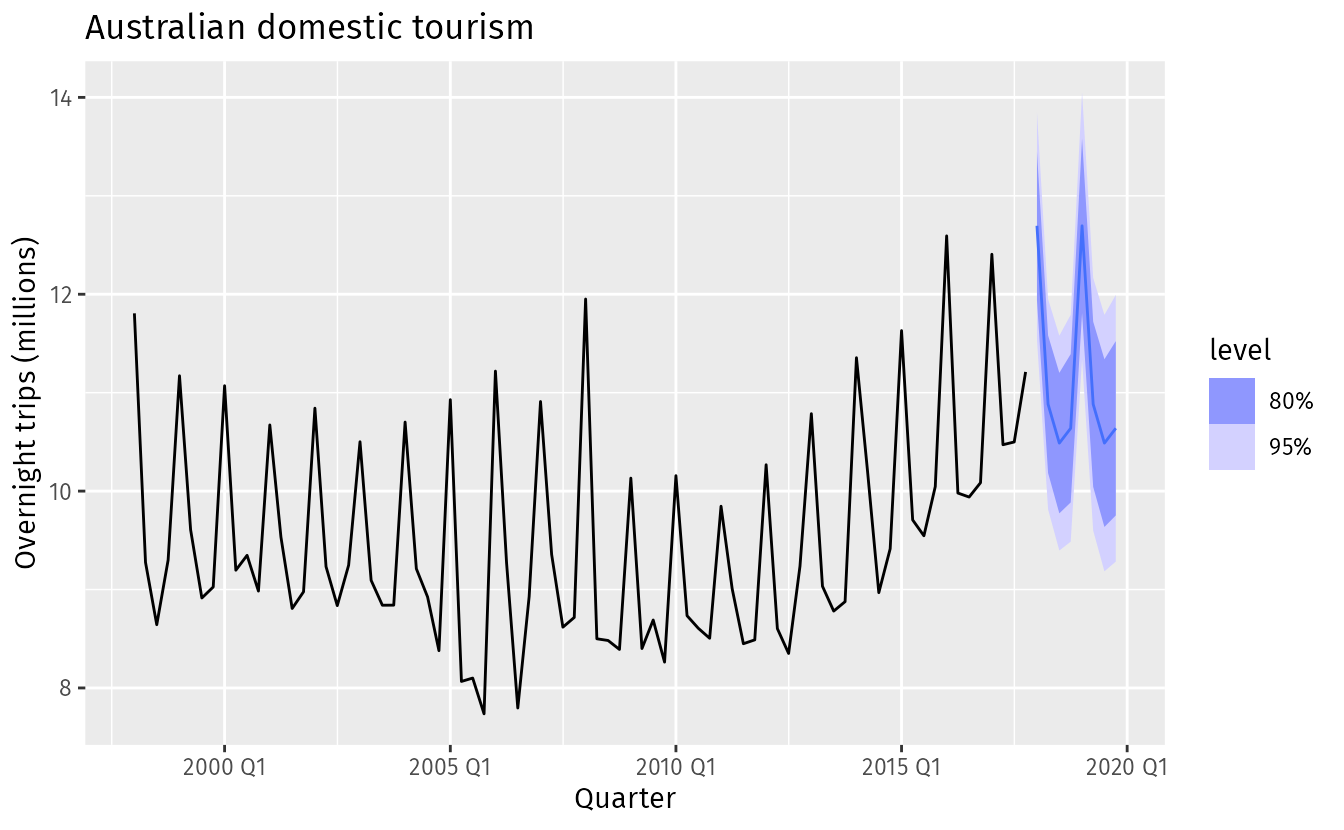 Australian domestic tourism
14
12
10
8
Overnight trips (millions)
2000 Q1
2005 Q1
2010 Q1
2015 Q1
2020 Q1
Quarter
level
80%
95%